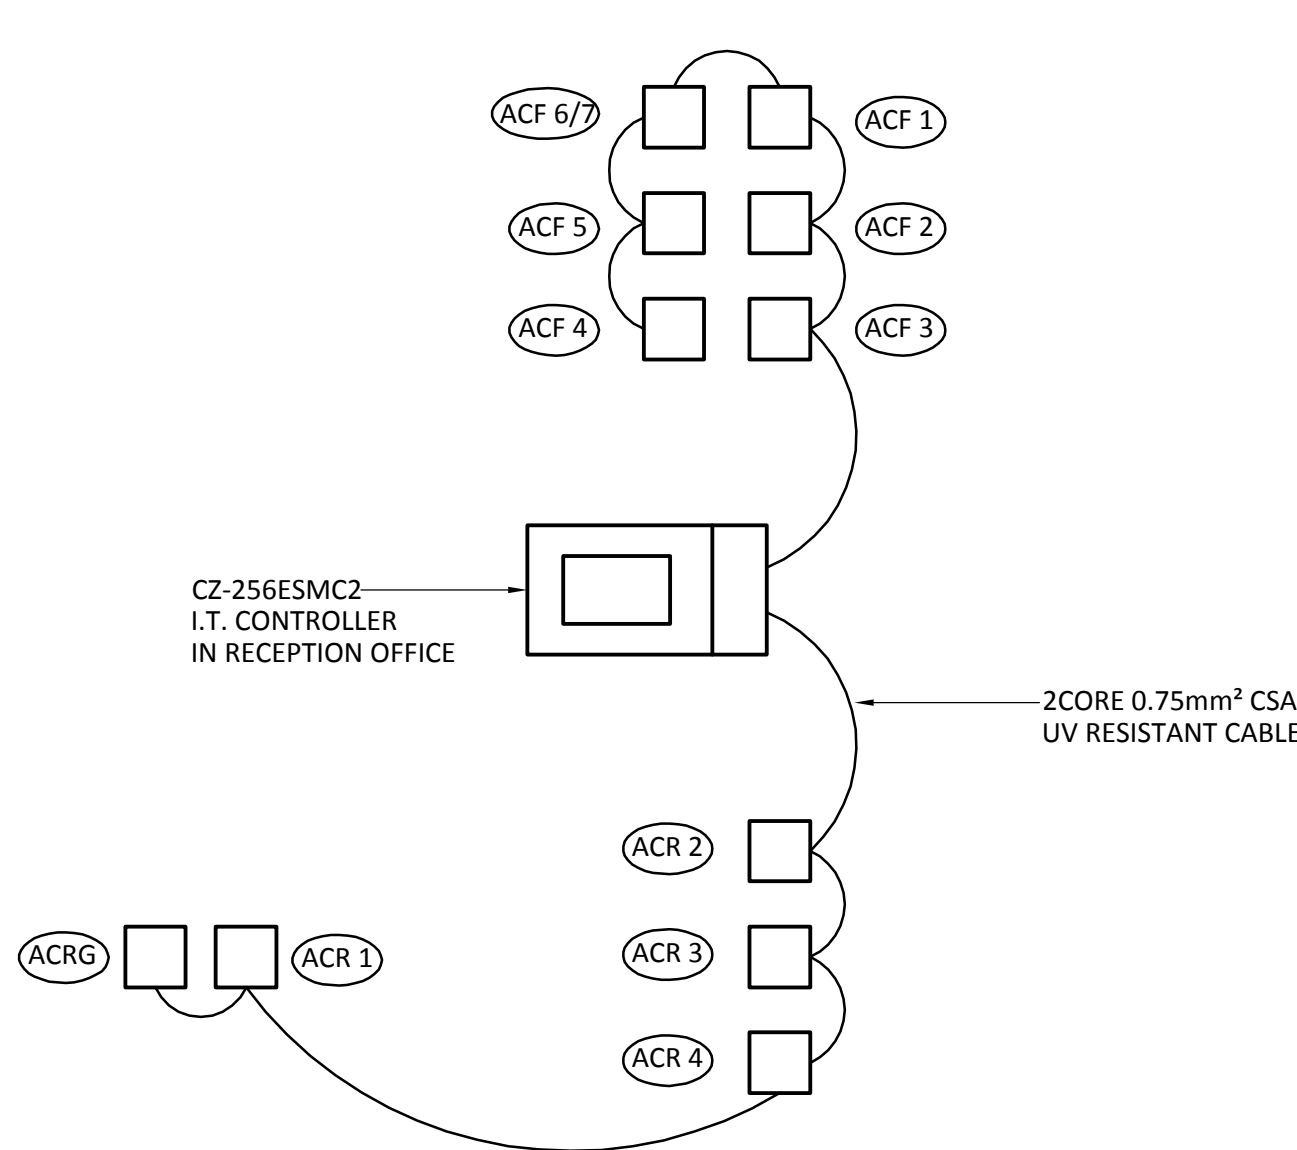 ACF 6/7
ACF 1
ACF 5
ACF 2
ACF 4
ACF 3
CZ-256ESMC2
I.T. CONTROLLER
IN RECEPTION OFFICE
2CORE 0.75mm² CSA
UV RESISTANT CABLE
ACR 2
ACRG
ACR 1
ACR 3
ACR 4